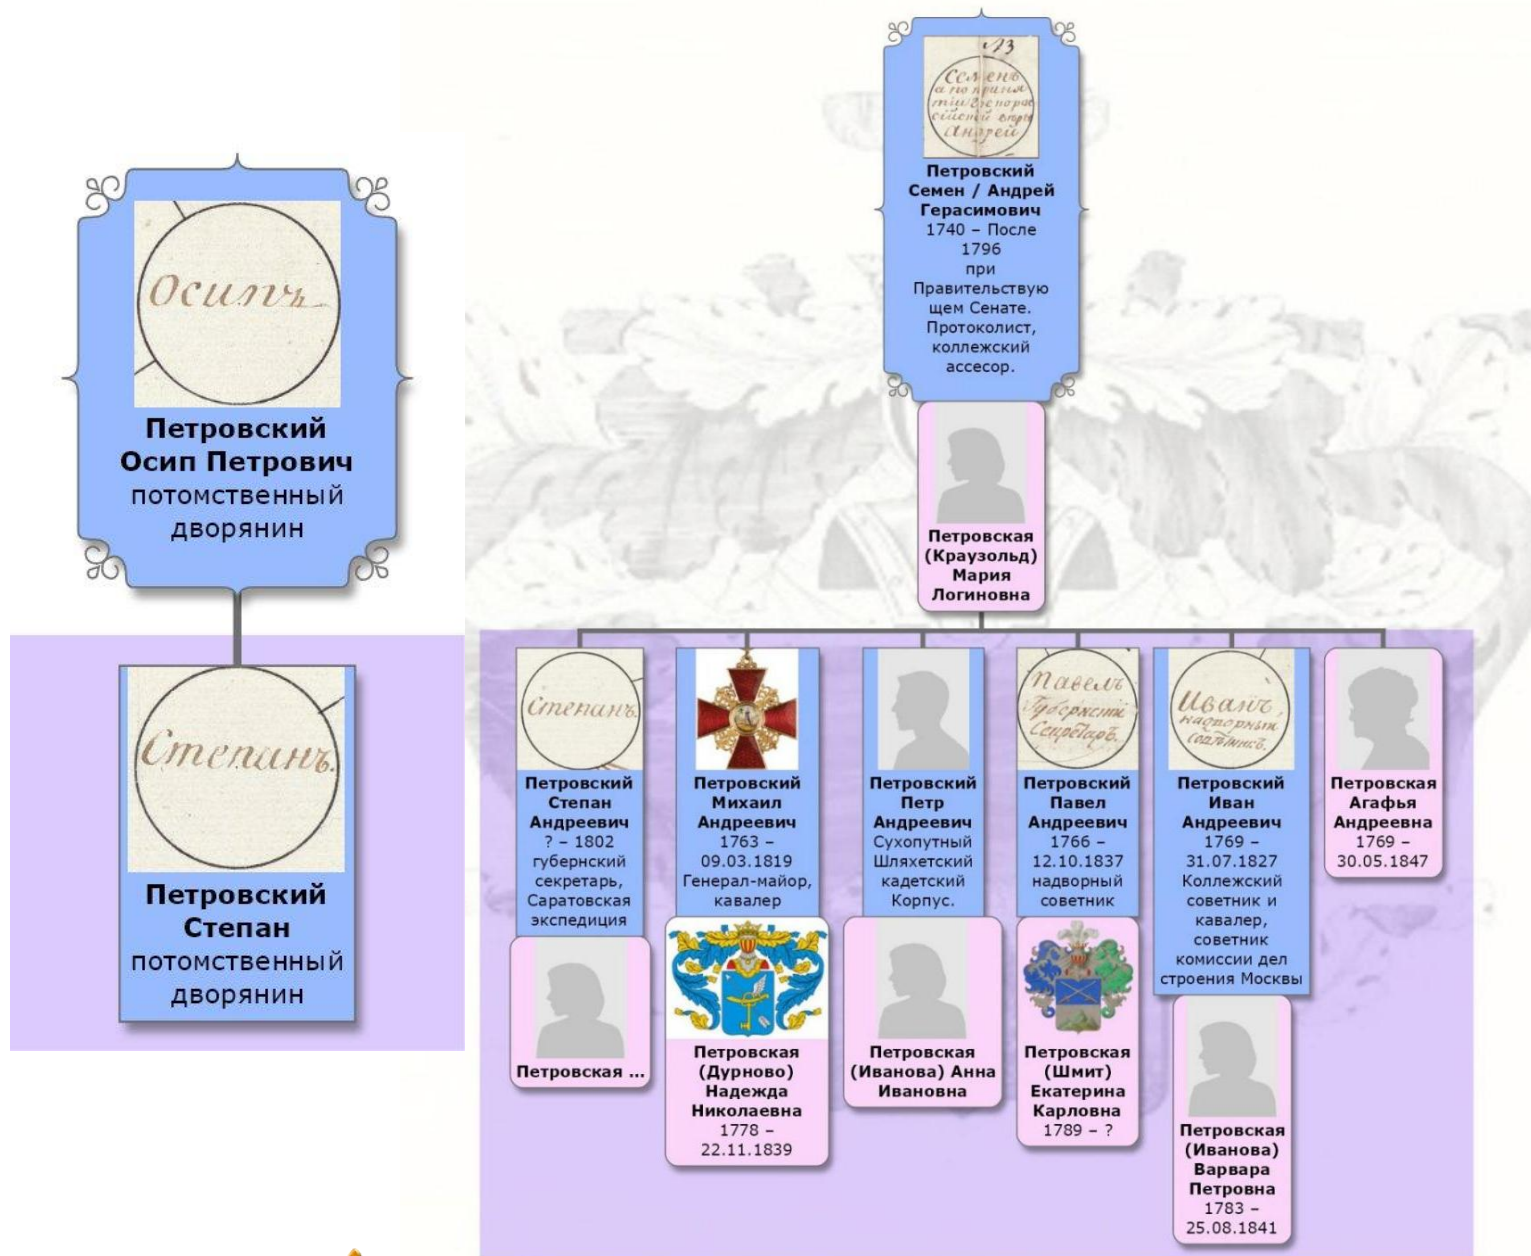 Осипъ
Петровский
Осип Петрович
потомственный
дворянин
Степанъ.
Петровский
Степан
потомственный
дворянин
Семенъ
а по приня
Андрей
Петровский
Семен / Андрей
Герасимович
1740 – После
1796
при
Правительствую
щем Сенате.
Протоколист,
коллежский
ассесор.
Петровская
(Краузольд)
Мария
Логиновна
Степанъ.
Петровский
Степан
Андреевич
? – 1802
губернский
секретарь,
Саратовская
экспедиция
Петровская ...
Петровский
Михаил
Андреевич
1763 –
09.03.1819
Генерал-майор,
кавалер
Петровская
(Дурново)
Надежда
Николаевна
1778 –
22.11.1839
Петровский
Петр
Андреевич
Сухопутный
Шляхетский
кадетский
Корпус.
Петровская
(Иванова) Анна
Ивановна
Павелъ
Секретарь.
Петровский
Павел
Андреевич
1766 –
12.10.1837
надворный
советник
Петровская
(Шмит)
Екатерина
Карловна
1789 – ?
Иванъ,
надворный
Петровский
Иван
Андреевич
1769 –
31.07.1827
Коллежский
советник и
кавалер,
советник
комиссии дел
строения Москвы
Петровская
(Иванова)
Варвара
Петровна
1783 –
25.08.1841
Петровская
Агафья
Андреевна
1769 –
30.05.1847